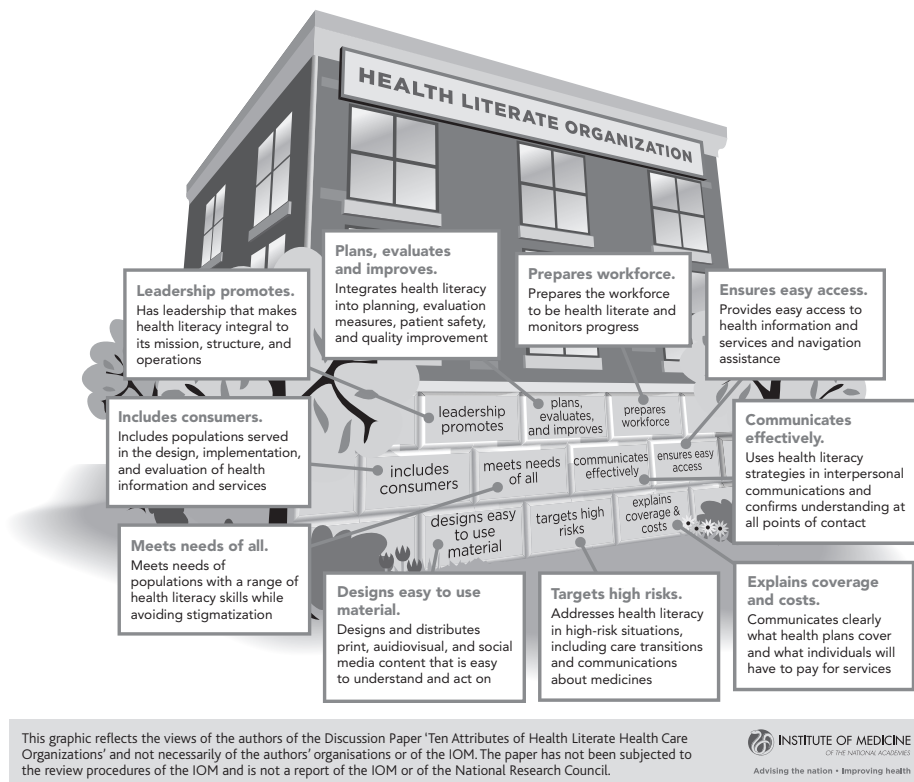 HEALTH LITERATE ORGANIZATION
Plans, evaluates
and improves.
Integrates health literacy
into planning, evaluation
measures, patient safety,
and quality improvement
Leadership promotes.
Has leadership that makes
health literacy integral to
its mission, structure, and
operations
Prepares workforce.
Prepares the workforce
to be health literate and
monitors progress
Ensures easy access.
Provides easy access to
health information and
services and navigation
assistance
Includes consumers.
Includes populations served
in the design, implementation,
and evaluation of health
information and services
leadership
promotes
plans,
evaluates,
and improves
prepares
workforce
includes
consumers
meets needs
of all
communicates
effectively
ensures easy
access
designs easy
to use
material
targets high
risks
explains
coverage &
costs
Communicates
effectively.
Uses health literacy
strategies in interpersonal
communications and
confirms understanding at
all points of contact
Meets needs of all.
Meets needs of
populations with a range of
health literacy skills while
avoiding stigmatization
Designs easy to use
material.
Designs and distributes
print, auidiovisual, and social
media content that is easy
to understand and act on
Targets high risks.
Addresses health literacy
in high-risk situations,
including care transitions
and communications
about medicines
Explains coverage
and costs.
Communicates clearly
what health plans cover
and what individuals will
have to pay for services
This graphic reflects the views of the authors of the Discussion Paper 'Ten Attributes of Health Literate Health Care
Organizations' and not necessarily of the authors' organisations or of the IOM. The paper has not been subjected to
the review procedures of the IOM and is not a report of the IOM or of the National Research Council.
INSTITUTE OF MEDICINE
OF THE NATIONAL ACADEMIES
Advising the nation • Improving health